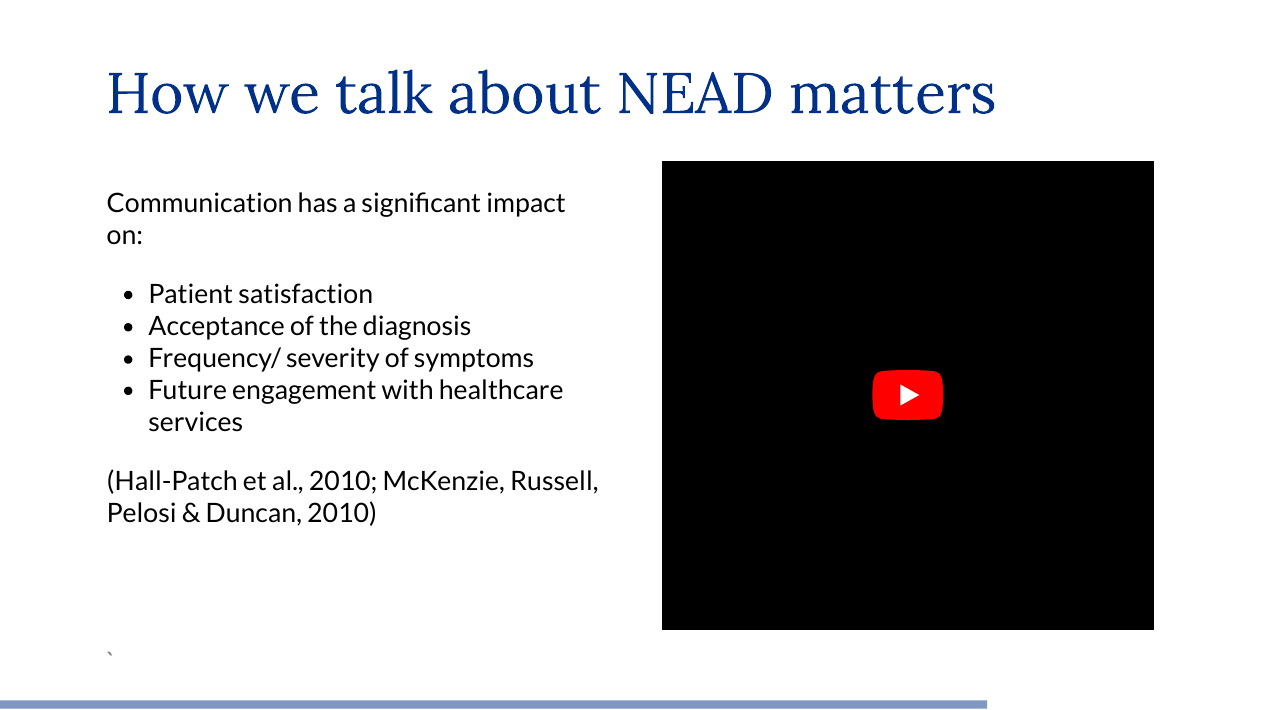 How we talk about NEAD matters
Communication has a significant impact
on:
• Patient satisfaction
• Acceptance of the diagnosis
• Frequency/ severity of symptoms
• Future engagement with healthcare
services
(Hall-Patch et al., 2010; McKenzie, Russell,
Pelosi & Duncan, 2010)
`